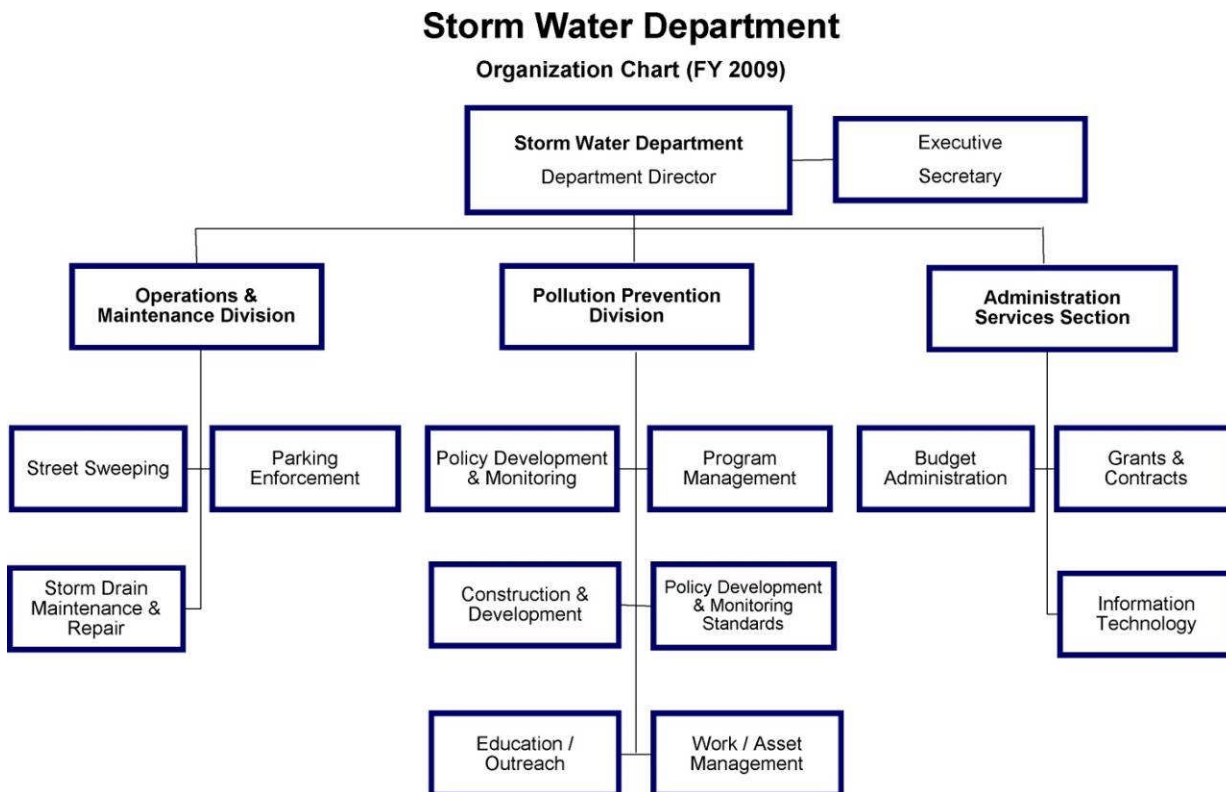 Storm Water Department
Organization Chart (FY 2009)
Storm Water Department
Department Director
Executive
Secretary
Operations &
Maintenance Division
Pollution Prevention
Division
Administration
Services Section
Street Sweeping
Parking
Enforcement
Policy Development
& Monitoring
Program
Management
Budget
Administration
Grants &
Contracts
Storm Drain
Maintenance &
Repair
Construction &
Development
Policy Development
& Monitoring
Standards
Information
Technology
Education /
Outreach
Work / Asset
Management